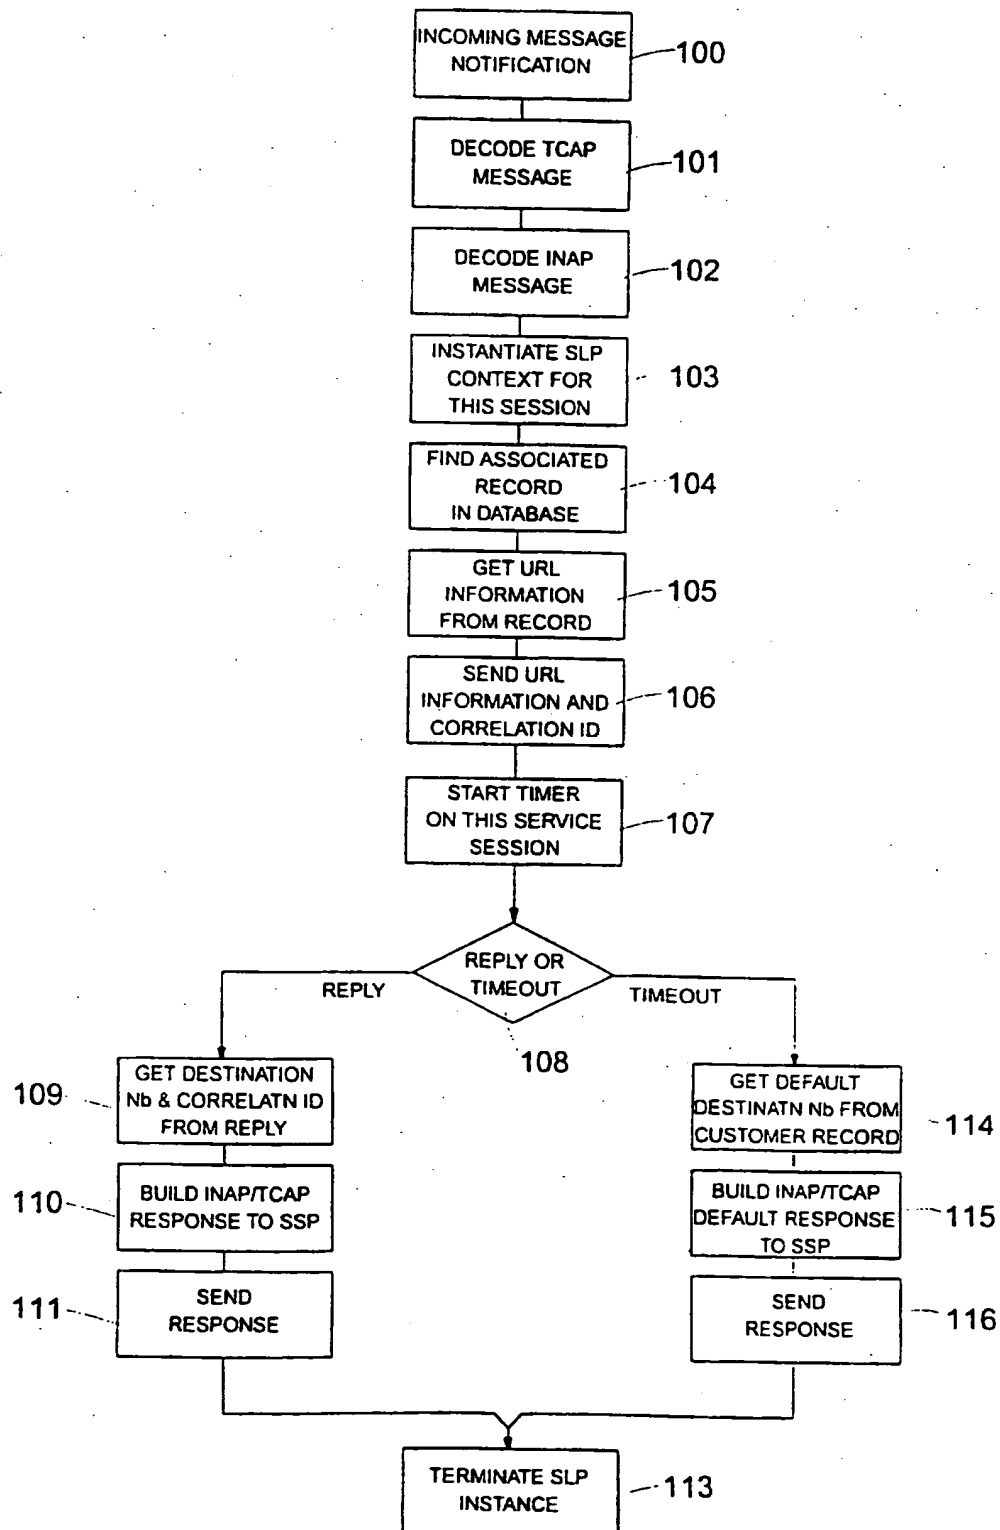 INCOMING MESSAGE
NOTIFICATION
100
DECODE TCAP
MESSAGE
101
DECODE INAP
MESSAGE
102
INSTANTIATE SLP
CONTEXT FOR
THIS SESSION
103
FIND ASSOCIATED
RECORD
IN DATABASE
104
GET URL
INFORMATION
FROM RECORD
105
SEND URL
INFORMATION AND
CORRELATION ID
106
START TIMER
ON THIS SERVICE
SESSION
107
REPLY OR
TIMEOUT
REPLY
TIMEOUT
108
109
GET DESTINATION
Nb & CORRELATN ID
FROM REPLY
GET DEFAULT
DESTINATN Nb FROM
CUSTOMER RECORD
114
110
BUILD INAP/TCAP
RESPONSE TO SSP
BUILD INAP/TCAP
DEFAULT RESPONSE
TO SSP
115
111
SEND
RESPONSE
SEND
RESPONSE
116
TERMINATE SLP
INSTANCE
113